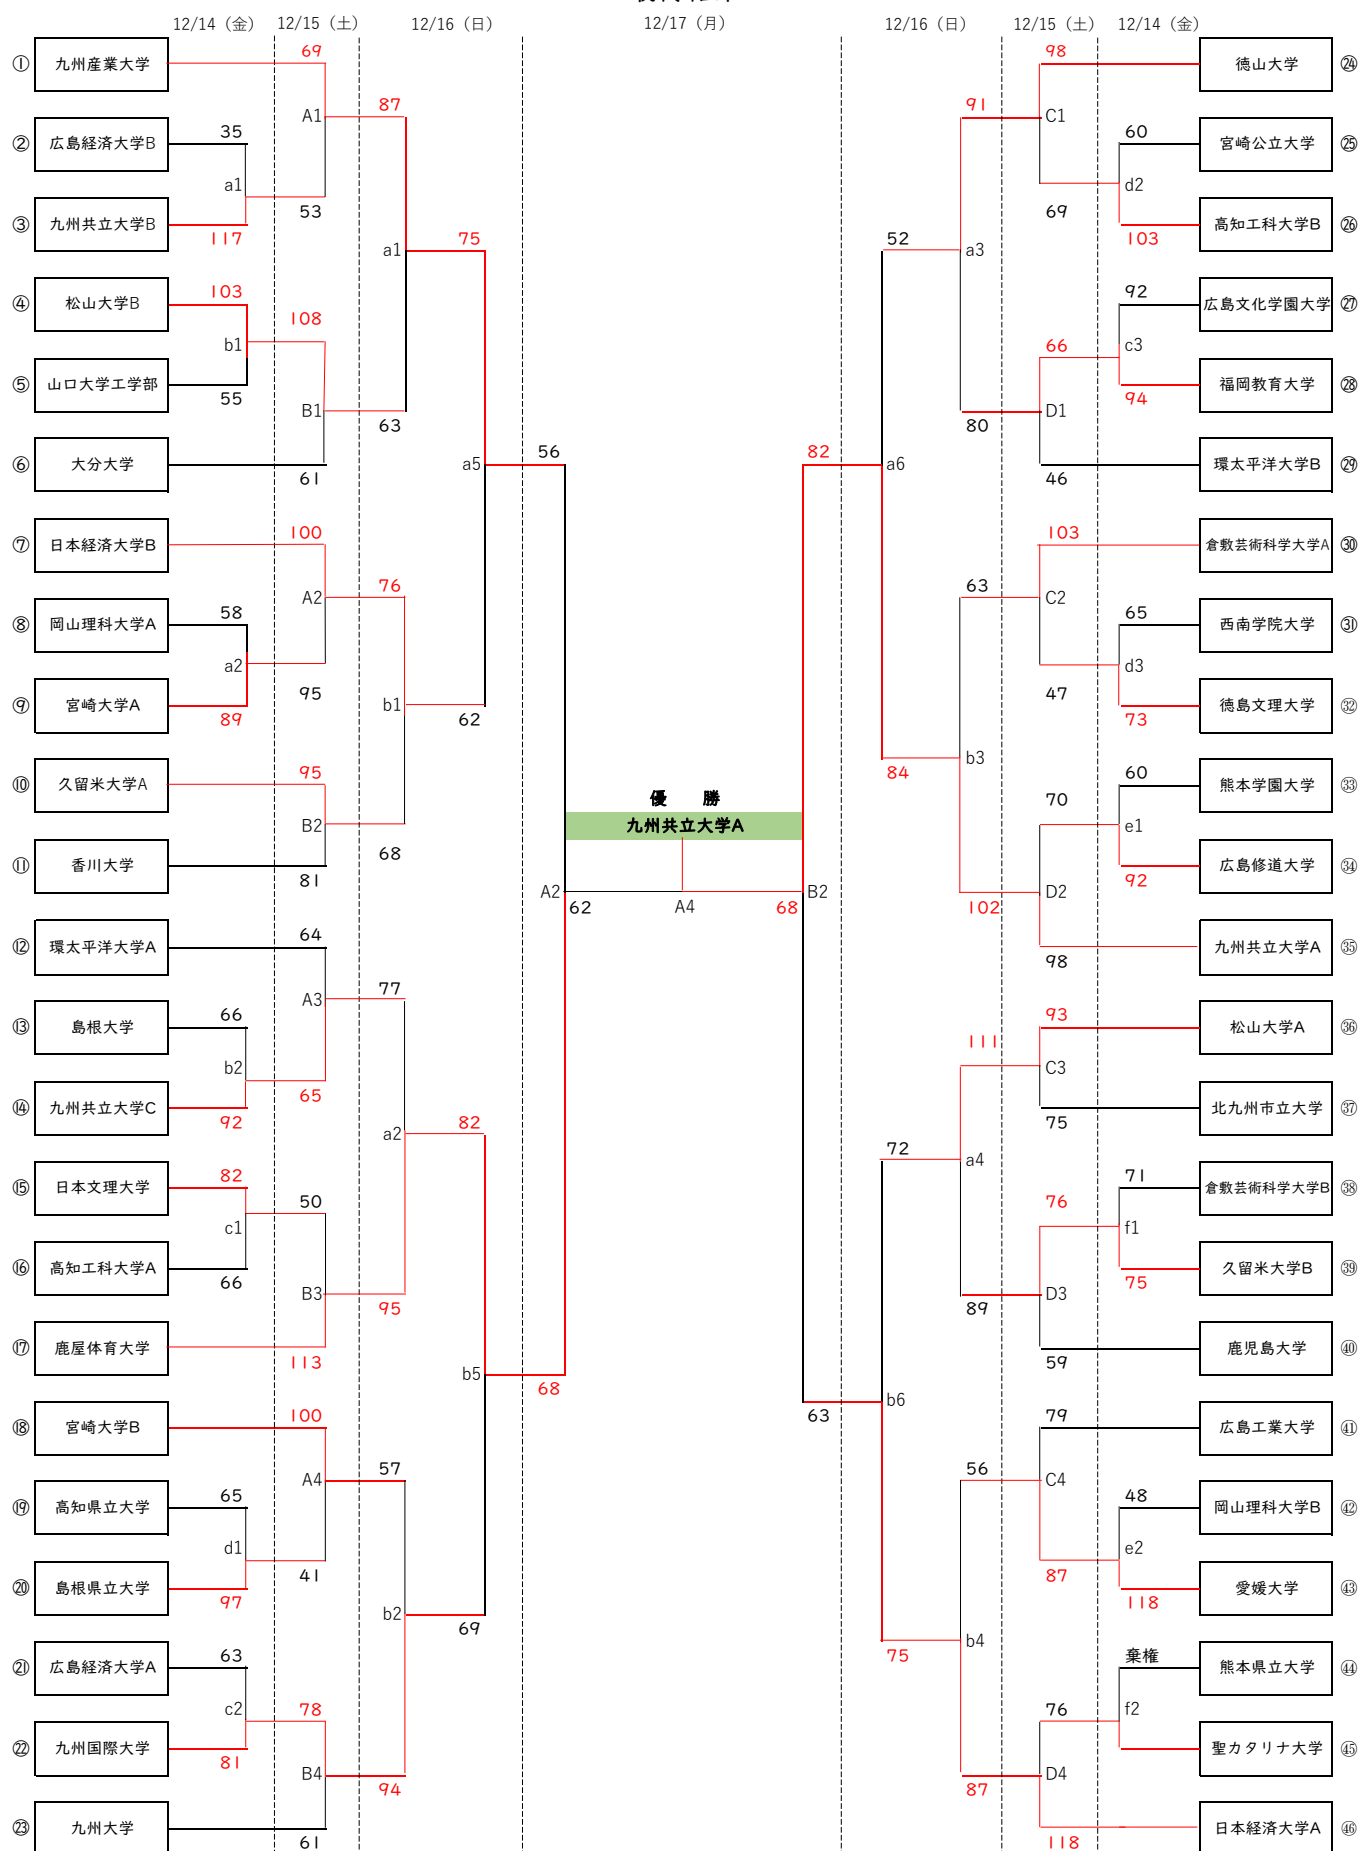 12/14（金） 12/15（土） 12/16（日） 12/17（月） 12/16（日） 12/15（土） 12/14（金）
69 98
① 九州産業大学 徳山大学 ㉔
87 91
A1 C1
35 60
② 広島経済大学B 宮崎公立大学 ㉕
a1 d2
53 69
③ 九州共立大学B 高知工科大学B ㉖
117 75 52 103
a1 a3
103 92
④ 松山大学B 広島文化学園大学 ㉗
108
b1 66 c3
⑤ 山口大学工学部 福岡教育大学 ㉘
55 94
B1 D1
63 80
56 82
⑥ 大分大学 a5 a6 環太平洋大学B ㉙
61 46
100 103
⑦ 日本経済大学B 倉敷芸術科学大学A ㉚
76 63
A2 C2
58 65
⑧ 岡山理科大学A 西南学院大学 ㉛
a2 d3
95 47
⑨ 宮崎大学A b1 徳島文理大学 ㉜
89 62 73
b3
95 84 60
⑩ 久留米大学A 熊本学園大学 ㉝
優　勝 70
B2 九州共立大学A e1
68
⑪ 香川大学 広島修道大学 ㉞
81 92
A2 B2 D2
62 A4 68 102
64
⑫ 環太平洋大学A 九州共立大学A ㉟
98
77
A3 93
66
⑬ 島根大学 松山大学A ㊱
111
b2 C3
65
⑭ 九州共立大学C 北九州市立大学 ㊲
92 82 75
a2 72
a4
82 71
⑮ 日本文理大学 倉敷芸術科学大学B ㊳
50 76
c1 f1
⑯ 高知工科大学A 久留米大学B ㊴
66 75
B3 D3
95 89
⑰ 鹿屋体育大学 鹿児島大学 ㊵
113 59
b5
68
b6
100 63 79
⑱ 宮崎大学B 広島工業大学 ㊶
57 56
A4 C4
65 48
⑲ 高知県立大学 岡山理科大学B ㊷
d1 e2
41 87
⑳ 島根県立大学 愛媛大学 ㊸
97 118
b2
69
b4
63 75 棄権
㉑ 広島経済大学A 熊本県立大学 ㊹
c2 78 76 f2
㉒ 九州国際大学 聖カタリナ大学 ㊺
81
B4 D4
94 87
㉓ 九州大学 日本経済大学A ㊻
61 118